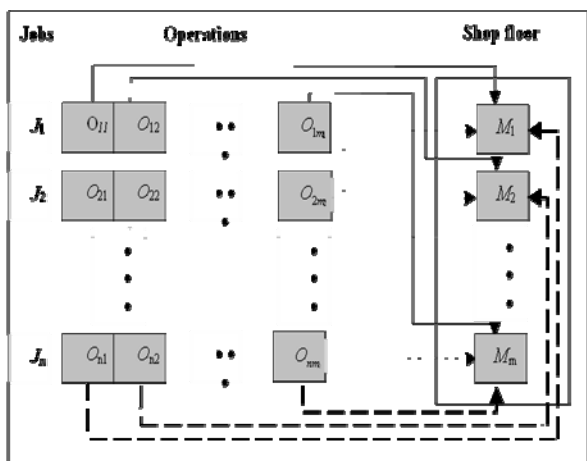 Jobs Operations Shop floor
J1 O11 O12 O1m M1
J2 O21 O22 O2m M2
Jn On1 On2 Onm Mm